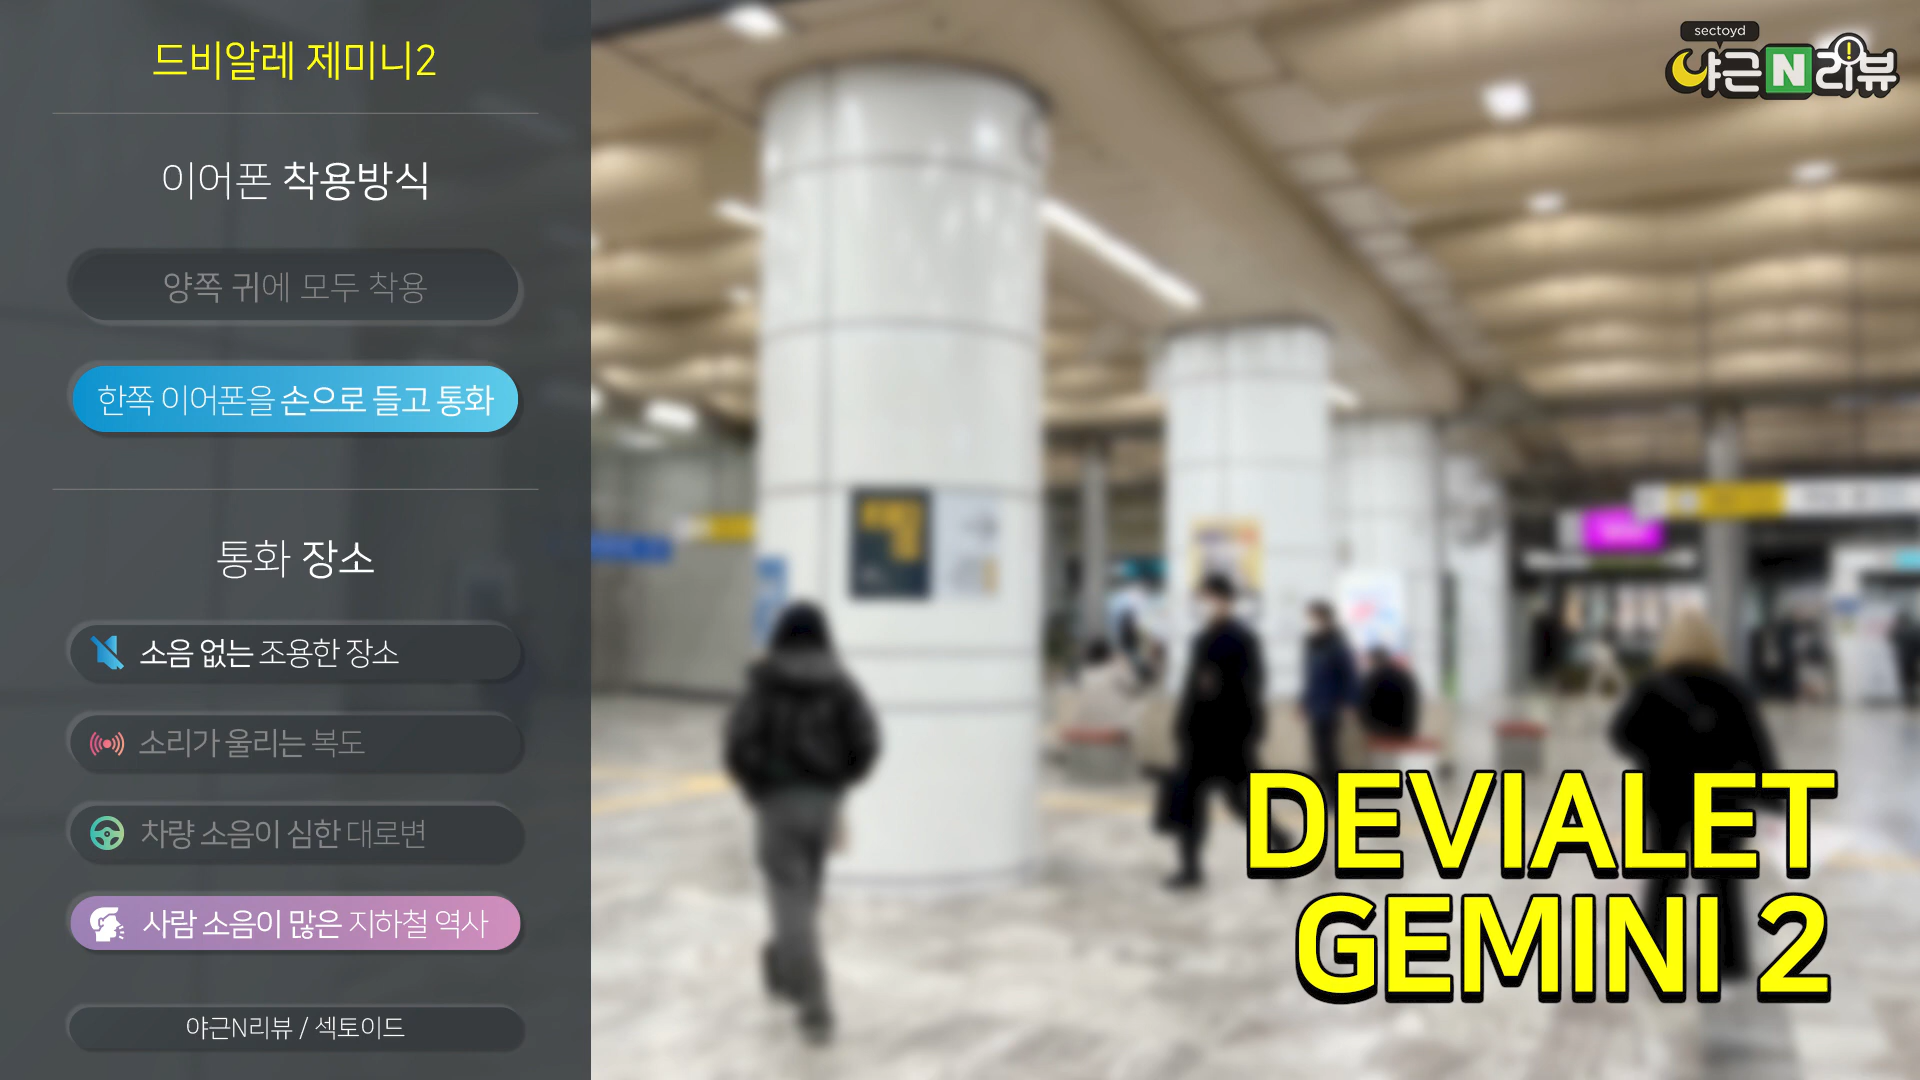 드비알레 제미니2
이어폰 착용방식
양쪽 귀에 모두 착용
한쪽 이어폰을 손으로 들고 통화
통화 장소
소음 없는 조용한 장소
소리가 울리는 복도
차량 소음이 심한 대로변
사람 소음이 많은 지하철 역사
야근N리뷰 / 섹토이드
sectoyd
야근N리뷰
DEVIALET
GEMINI 2